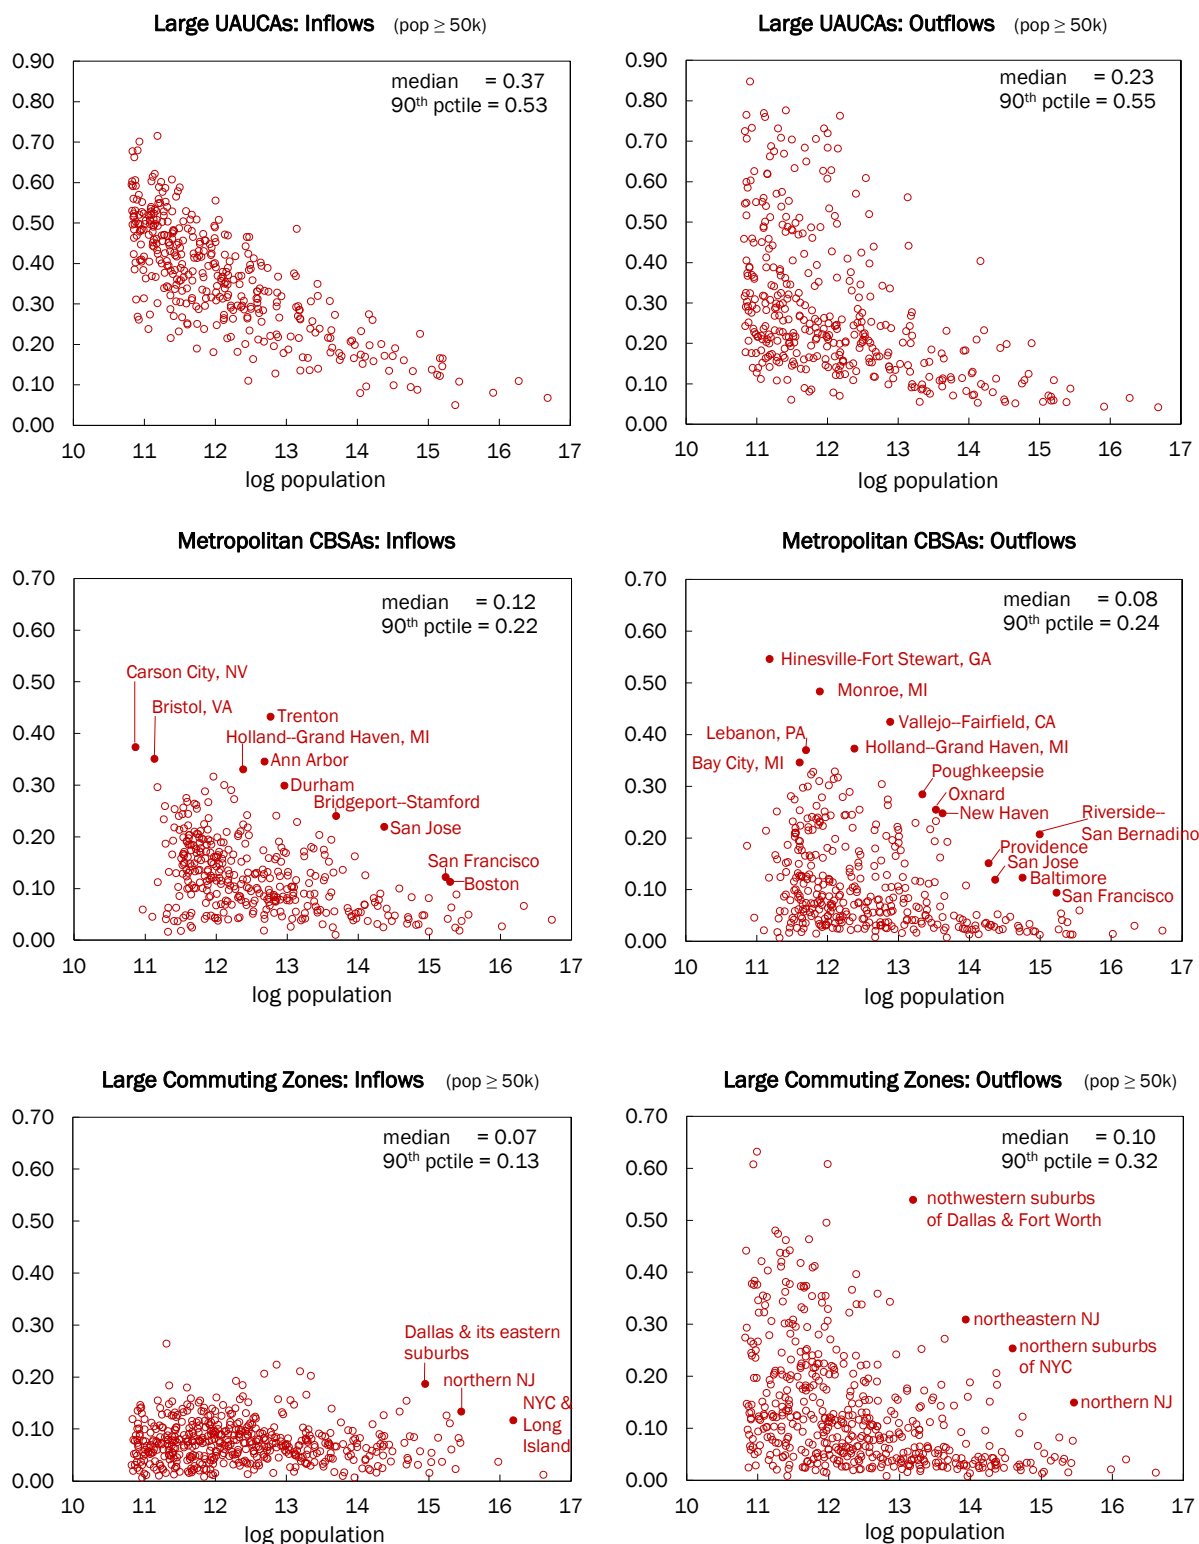 Large UAUCAs: Inflows (pop ≥ 50k)
0.90
0.80
0.70
0.60
0.50
0.40
0.30
0.20
0.10
0.00
median = 0.37
90th pctile = 0.53
10 11 12 13 14 15 16 17
log population
Large UAUCAs: Outflows (pop ≥ 50k)
0.90
0.80
0.70
0.60
0.50
0.40
0.30
0.20
0.10
0.00
median = 0.23
90th pctile = 0.55
10 11 12 13 14 15 16 17
log population
Metropolitan CBSAs: Inflows
0.70
0.60
0.50
0.40
0.30
0.20
0.10
0.00
median = 0.12
90th pctile = 0.22
Carson City, NV
Bristol, VA
Trenton
Holland--Grand Haven, MI
Ann Arbor
Durham
Bridgeport--Stamford
San Jose
San Francisco
Boston
10 11 12 13 14 15 16 17
log population
Metropolitan CBSAs: Outflows
0.70
0.60
0.50
0.40
0.30
0.20
0.10
0.00
median = 0.08
90th pctile = 0.24
Hinesville-Fort Stewart, GA
Monroe, MI
Vallejo--Fairfield, CA
Lebanon, PA
Holland--Grand Haven, MI
Bay City, MI
Poughkeepsie
Oxnard
New Haven
Riverside--
San Bernadino
Providence
San Jose
Baltimore
San Francisco
10 11 12 13 14 15 16 17
log population
Large Commuting Zones: Inflows (pop ≥ 50k)
0.70
0.60
0.50
0.40
0.30
0.20
0.10
0.00
median = 0.07
90th pctile = 0.13
Dallas & its eastern
suburbs
northern NJ
NYC &
Long
Island
10 11 12 13 14 15 16 17
log population
Large Commuting Zones: Outflows (pop ≥ 50k)
0.70
0.60
0.50
0.40
0.30
0.20
0.10
0.00
median = 0.10
90th pctile = 0.32
nothwestern suburbs
of Dallas & Fort Worth
northeastern NJ
northern suburbs
of NYC
northern NJ
10 11 12 13 14 15 16 17
log population